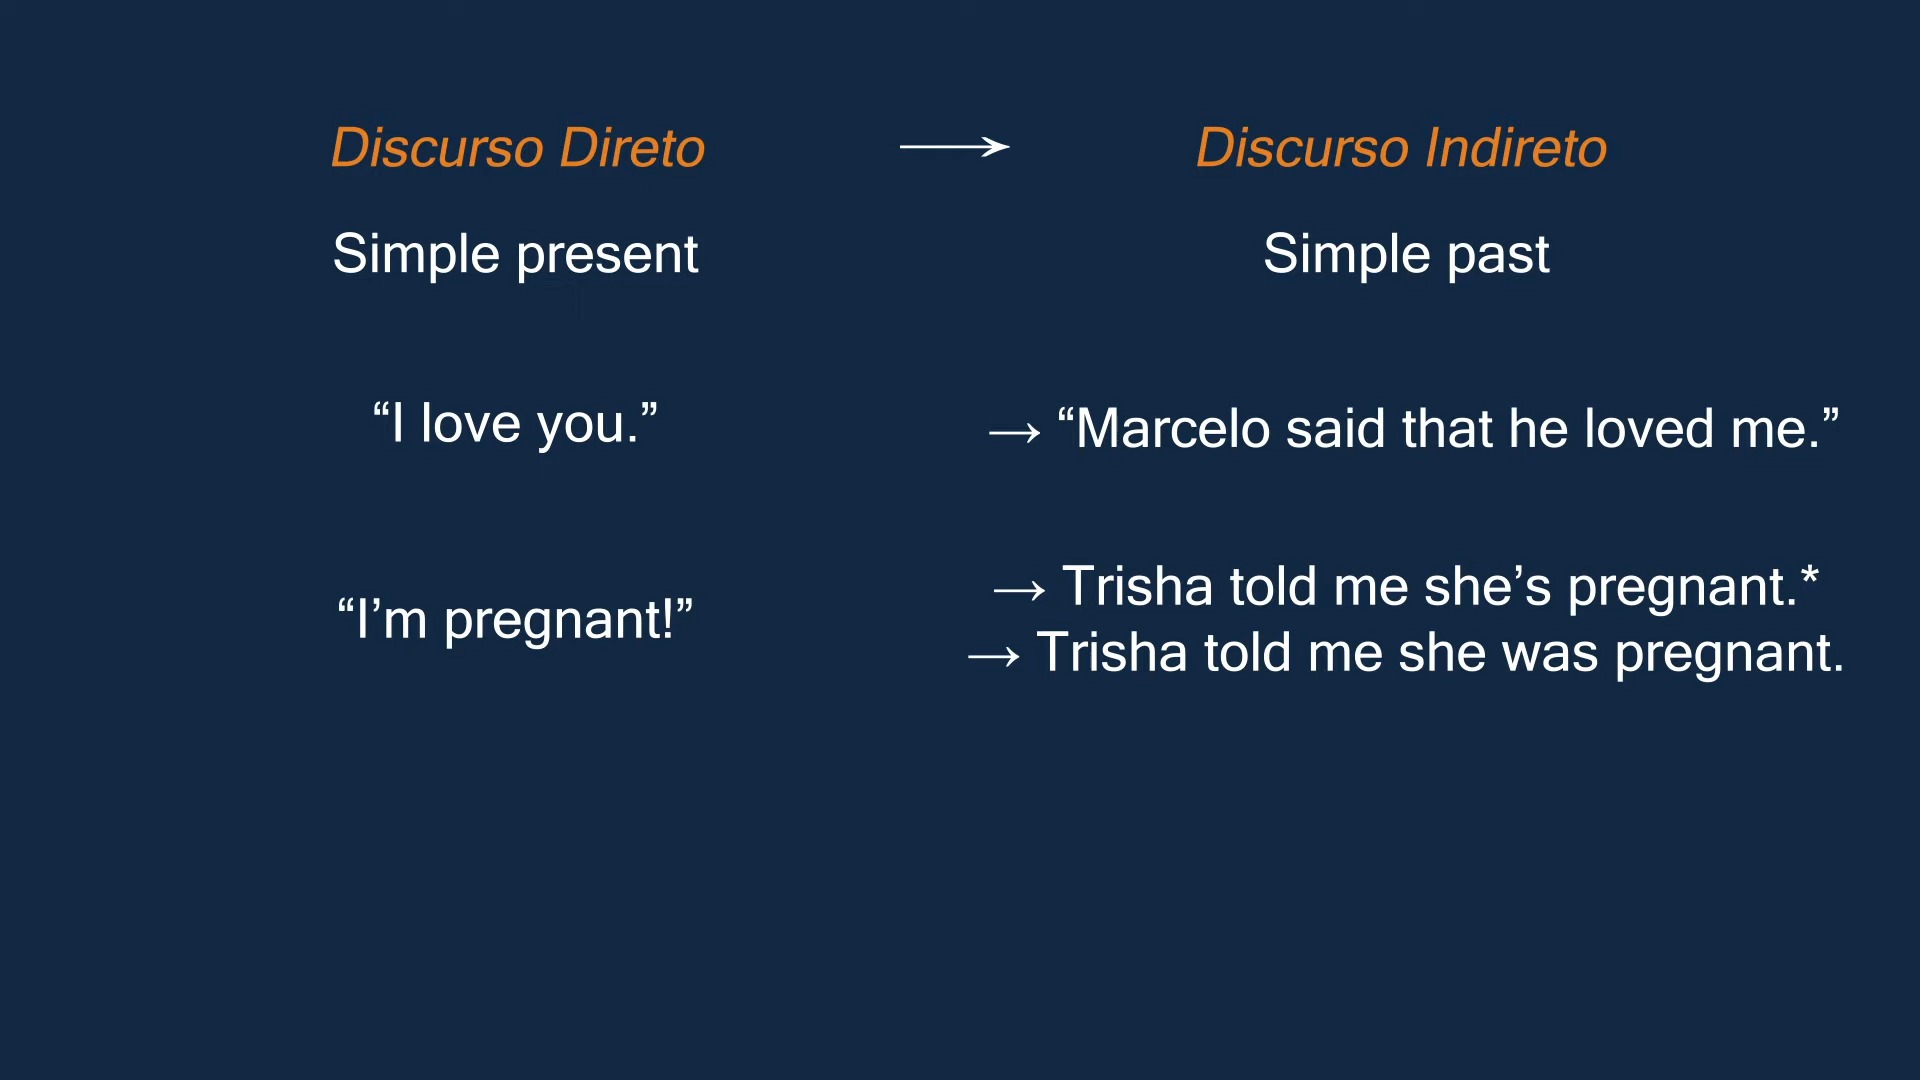 Discurso Direto → Discurso Indireto
Simple present Simple past
“I love you.” → “Marcelo said that he loved me.”
→ Trisha told me she’s pregnant.*
“I’m pregnant!”
→ Trisha told me she was pregnant.